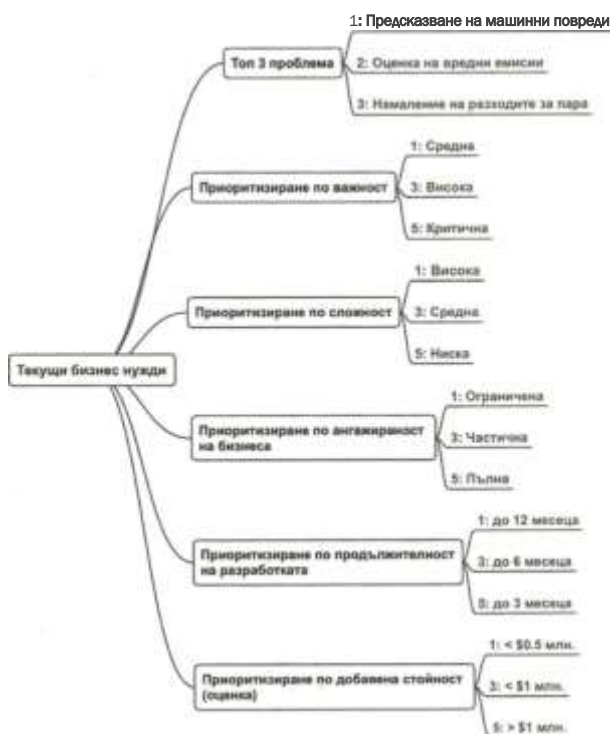 1: Предсказване на машинни повреди
Топ 3 проблема
2: Оценка на вредни емисии
3: Намаление на разходите за пара
1: Средна
Приоритизиране по важност
3: Висока
5: Критична
1: Висока
Приоритизиране по сложност
3: Средна
5: Ниска
Текущи бизнес нужди
1: Ограничена
Приоритизиране по ангажираност
на бизнеса
3: Частична
5: Пълна
1: до 12 месеца
Приоритизиране по продължителност
на разработката
3: до 6 месеца
5: до 3 месеца
1: < $0.5 млн.
Приоритизиране по добавена стойност
(оценка)
3: < $1 млн.
5: > $1 млн.